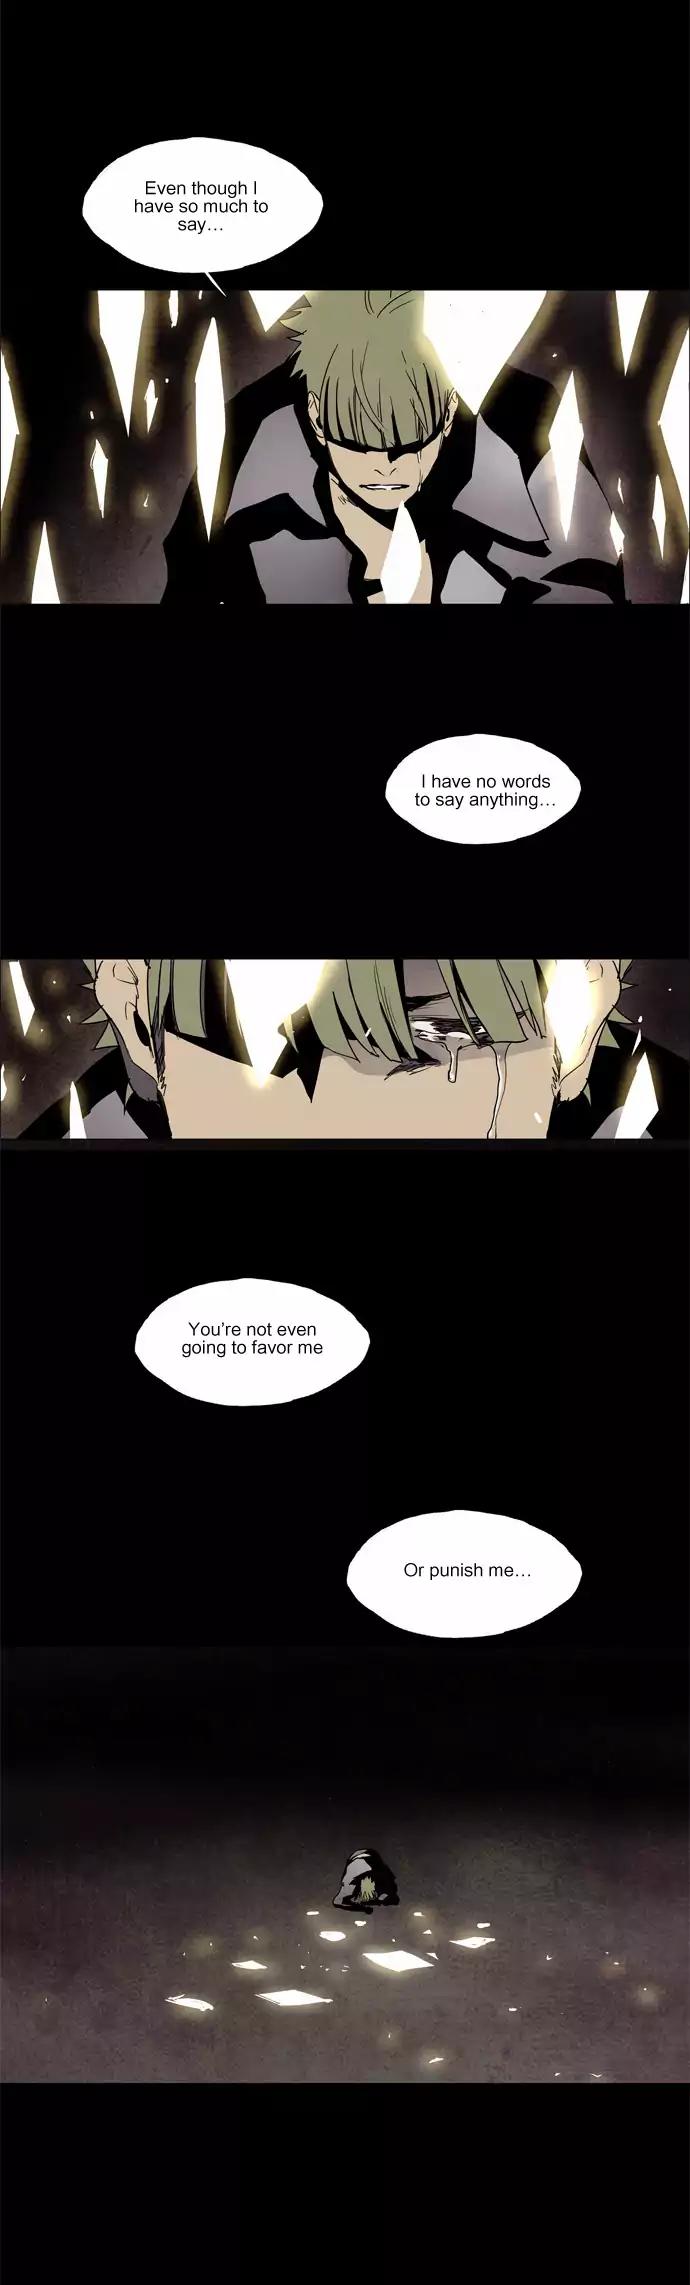 Even though I
have so much to
say...
I have no words
to say anything...
You're not even
going to favor me
Or punish me...